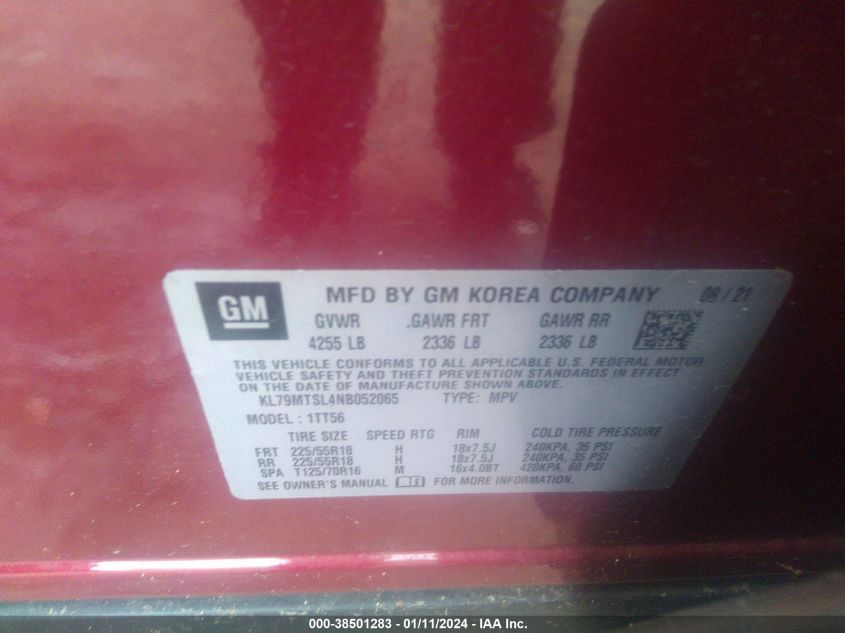 GM
MFD BY GM KOREA COMPANY 08/21
GVWR GAWR FRT GAWR RR
4255 LB 2336 LB 2336 LB
THIS VEHICLE CONFORMS TO ALL APPLICABLE U.S. FEDERAL MOTOR
VEHICLE SAFETY AND THEFT PREVENTION STANDARDS IN EFFECT
ON THE DATE OF MANUFACTURE SHOWN ABOVE.
KL79MTSL4NB052065 TYPE: MPV
MODEL: 1TT56
TIRE SIZE SPEED RTG RIM COLD TIRE PRESSURE
FRT 225/55R18 H 18x7.5J 240KPA, 35 PSI
RR 225/55R18 H 18x7.5J 240KPA, 35 PSI
SPA T125/70R16 M 16x4.0BT 420KPA, 60 PSI
SEE OWNER'S MANUAL FOR MORE INFORMATION.
000-38501283 - 01/11/2024 - IAA Inc.